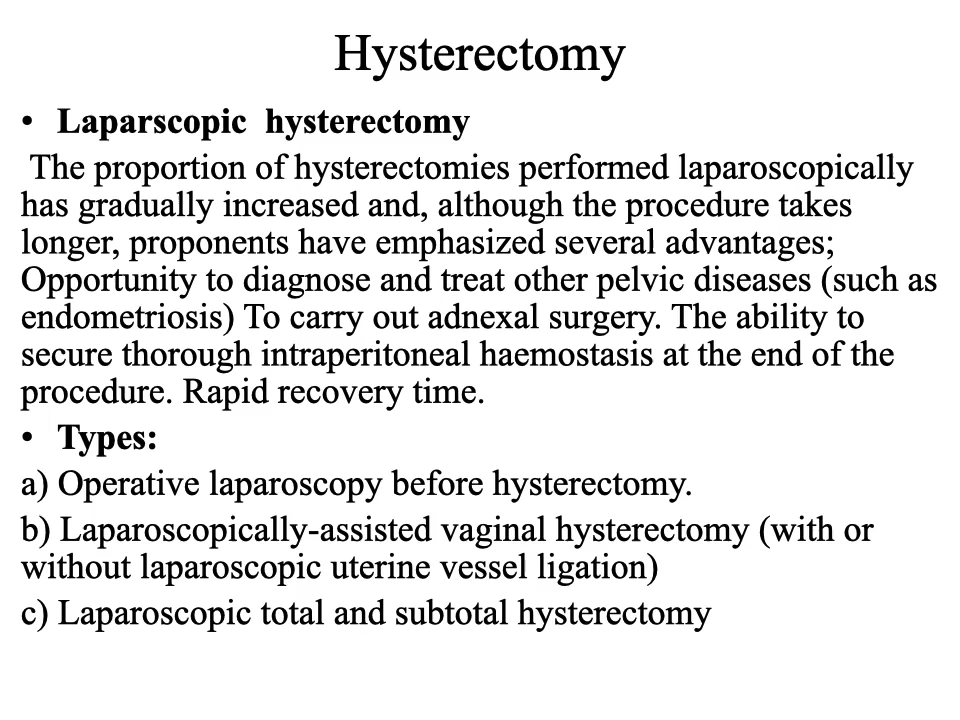 Hysterectomy
• Laparscopic hysterectomy
The proportion of hysterectomies performed laparoscopically
has gradually increased and, although the procedure takes
longer, proponents have emphasized several advantages;
Opportunity to diagnose and treat other pelvic diseases (such as
endometriosis) To carry out adnexal surgery. The ability to
secure thorough intraperitoneal haemostasis at the end of the
procedure. Rapid recovery time.
• Types:
a) Operative laparoscopy before hysterectomy.
b) Laparoscopically-assisted vaginal hysterectomy (with or
without laparoscopic uterine vessel ligation)
c) Laparoscopic total and subtotal hysterectomy